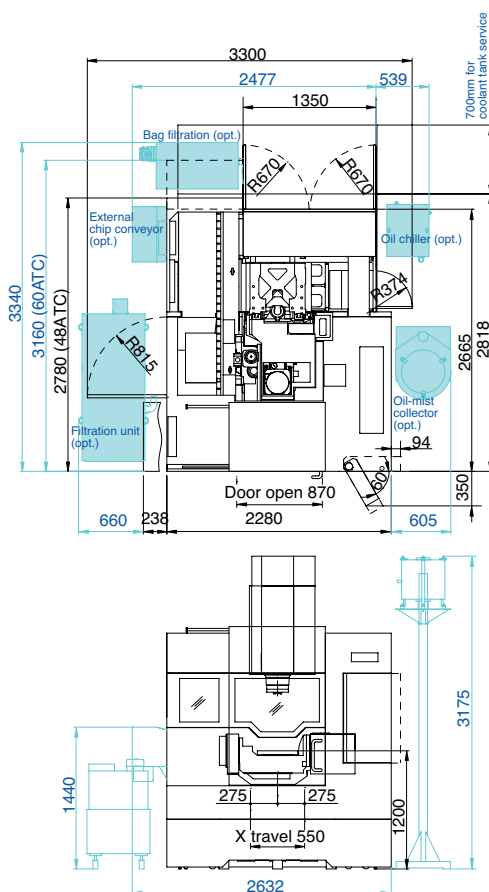 3300
2477
539
1350
700mm for
coolant tank service
Bag filtration (opt.)
R670
R670
External
chip conveyor
(opt.)
Oil chiller (opt.)
R374
3340
3160 (60ATC)
2780 (48ATC)
R815
2665
2818
Filtration unit
(opt.)
Oil-mist
collector
(opt.)
94
60°
350
Door open 870
660
238
2280
605
3175
1440
275
275
1200
X travel 550
2632